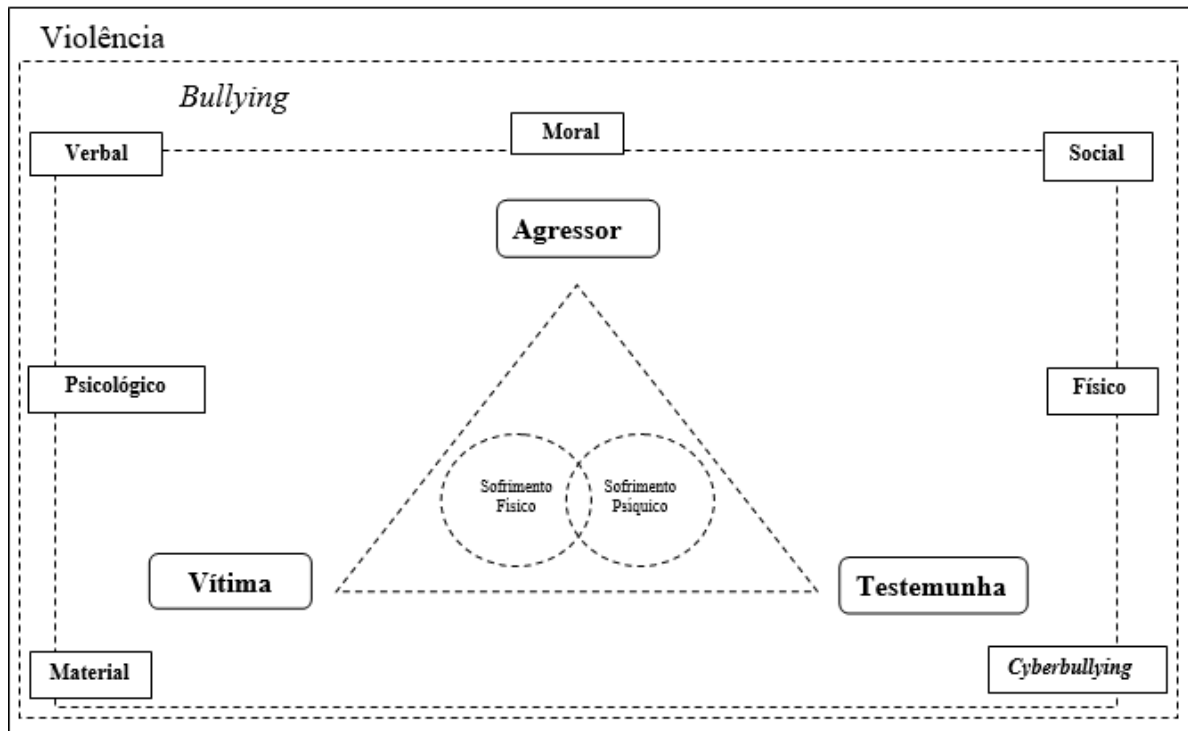 Violência
Bullying
Moral
Verbal
Social
Agressor
Psicológico
Físico
Sofrimento
Físico
Sofrimento
Psíquico
Vítima
Testemunha
Material
Cyberbullying